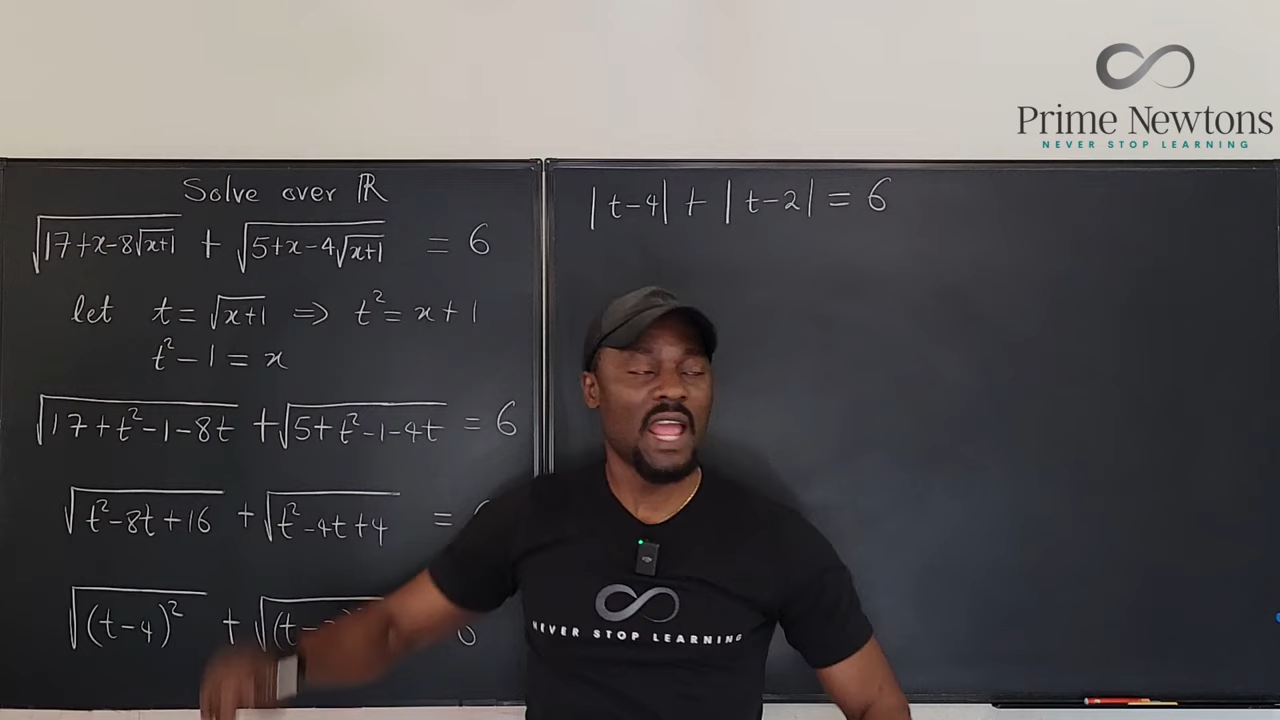 Solve over ℝ
√(17+x-8√(x+1)) + √(5+x-4√(x+1)) = 6
let t = √(x+1) ⇒ t² = x+1
t²-1 = x
√(17+t²-1-8t) + √(5+t²-1-4t) = 6
√(t²-8t+16) + √(t²-4t+4) =
√((t-4)²) + √((t-
|t-4| + |t-2| = 6
Prime Newtons
NEVER STOP LEARNING
NEVER STOP LEARNING